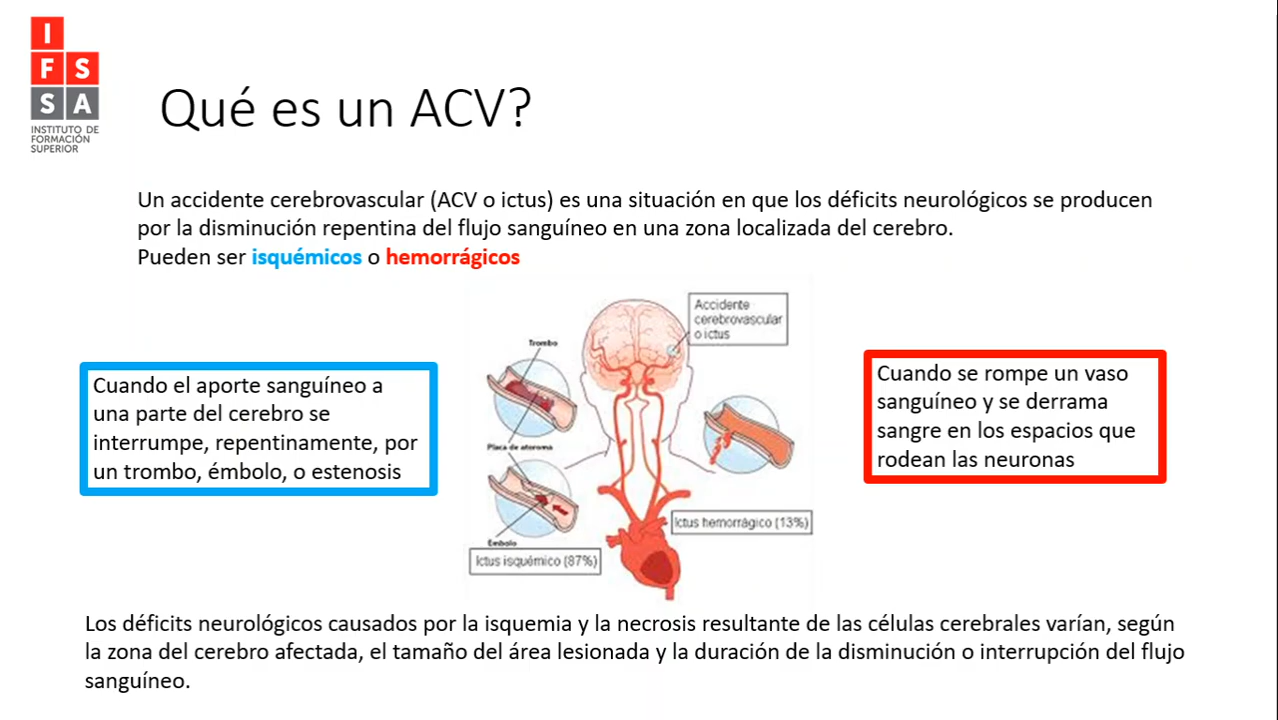 I
F S
S A
INSTITUTO DE
FORMACIÓN
SUPERIOR
Qué es un ACV?
Un accidente cerebrovascular (ACV o ictus) es una situación en que los déficits neurológicos se producen
por la disminución repentina del flujo sanguíneo en una zona localizada del cerebro.
Pueden ser isquémicos o hemorrágicos
Cuando el aporte sanguíneo a
una parte del cerebro se
interrumpe, repentinamente, por
un trombo, émbolo, o estenosis
Trombo
Placa de ateroma
Embolo
Ictus isquémico (87%)
Accidente
cerebrovascular
o ictus
Ictus hemorrágico (13%)
Cuando se rompe un vaso
sanguíneo y se derrama
sangre en los espacios que
rodean las neuronas
Los déficits neurológicos causados por la isquemia y la necrosis resultante de las células cerebrales varían, según
la zona del cerebro afectada, el tamaño del área lesionada y la duración de la disminución o interrupción del flujo
sanguíneo.